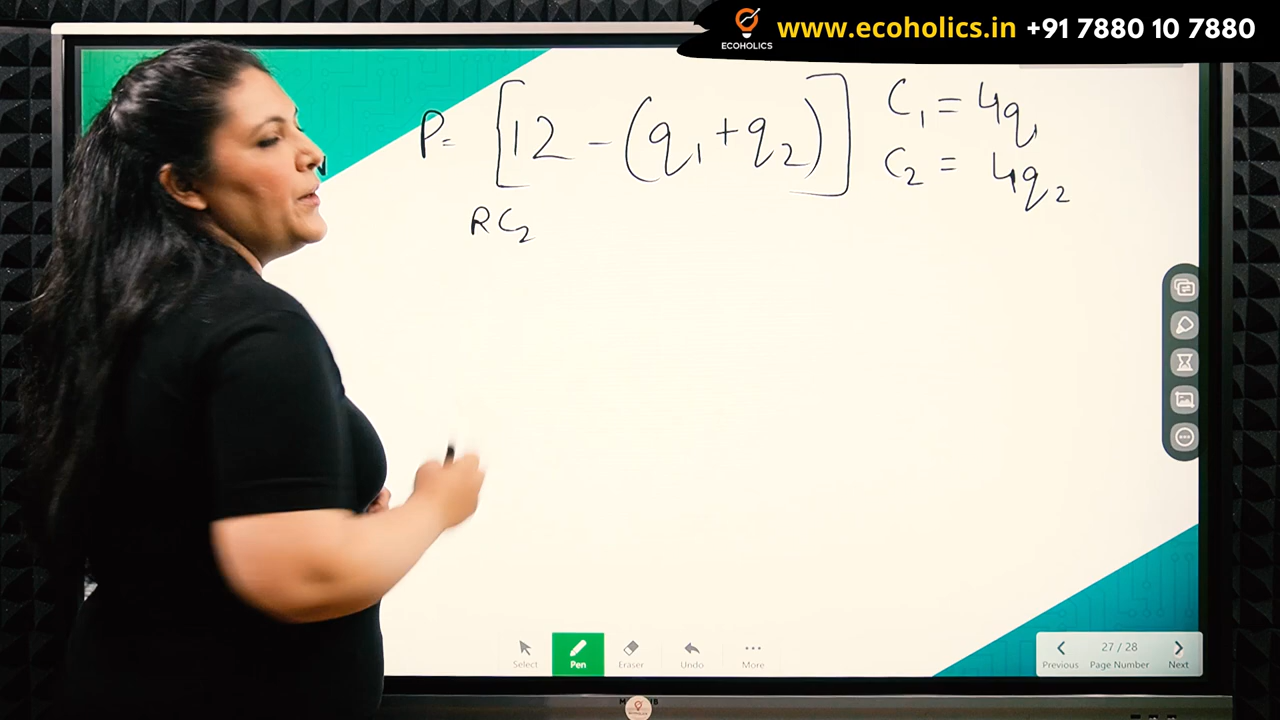 ECOHOLICS
www.ecoholics.in +91 7880 10 7880
P= [12 - (q₁ + q₂)]
C₁ = 4q₁
C₂ = 4q₂
RC₂
Select
Pen
Eraser
Undo
More
27 / 28
Previous
Page Number
Next